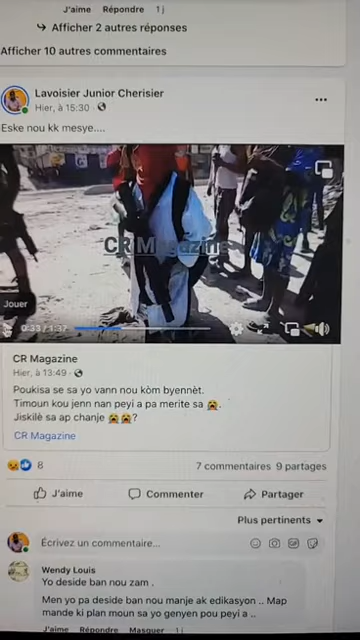 J'aime Répondre 1 j
Afficher 2 autres réponses
Afficher 10 autres commentaires
Lavoisier Junior Cherisier
Hier, à 15:30 ·
Eske nou kk mesye....
CR Magazine
Jouer
0:33 / 1:37
CR Magazine
Hier, à 13:49 ·
Poukisa se sa yo vann nou kòm byennèt.
Timoun kou jenn nan peyi a pa merite sa 😭.
Jiskilè sa ap chanje 😭😭?
CR Magazine
8
7 commentaires 9 partages
J'aime Commenter Partager
Plus pertinents
Écrivez un commentaire...
Wendy Louis
Yo deside ban nou zam .
Men yo pa deside ban nou manje ak edikasyon .. Map
mande ki plan moun sa yo genyen pou peyi a ..
J'aime Répondre Masquer 1 j